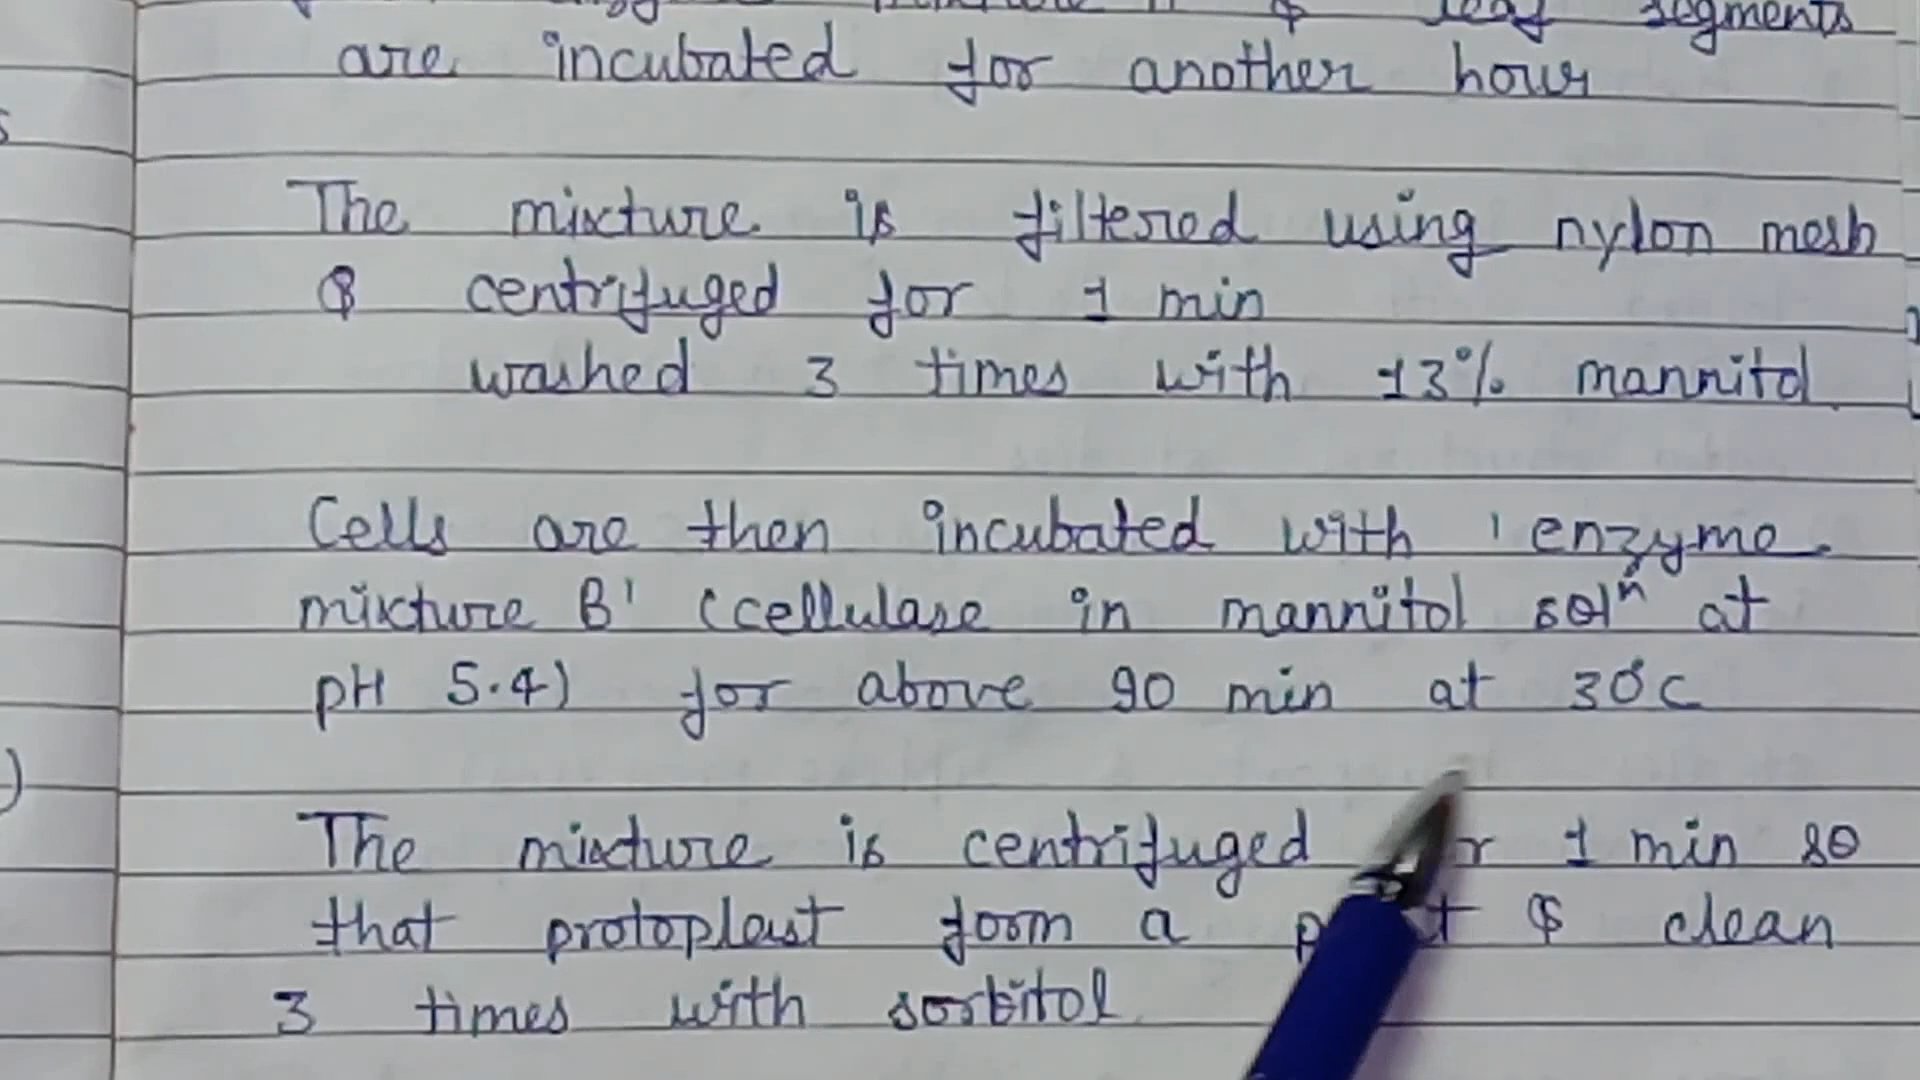 & leaf segments
are incubated for another hour
The mixture is filtered using nylon mesh
& centrifuged for 1 min
washed 3 times with 13% mannitol
Cells are then incubated with 'enzyme
mixture B' (cellulase in mannitol solⁿ at
pH 5.4) for above 90 min at 30°C
The mixture is centrifuged 1 min so
that protoplast form a & clean
3 times with sorbitol